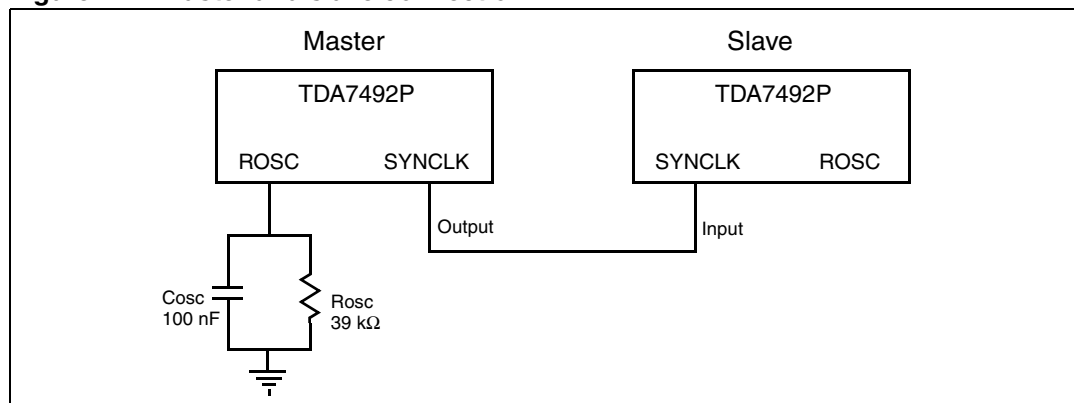 Master Slave
TDA7492P TDA7492P
ROSC SYNCLK SYNCLK ROSC
Output Input
Cosc
100 nF
Rosc
39 kΩ